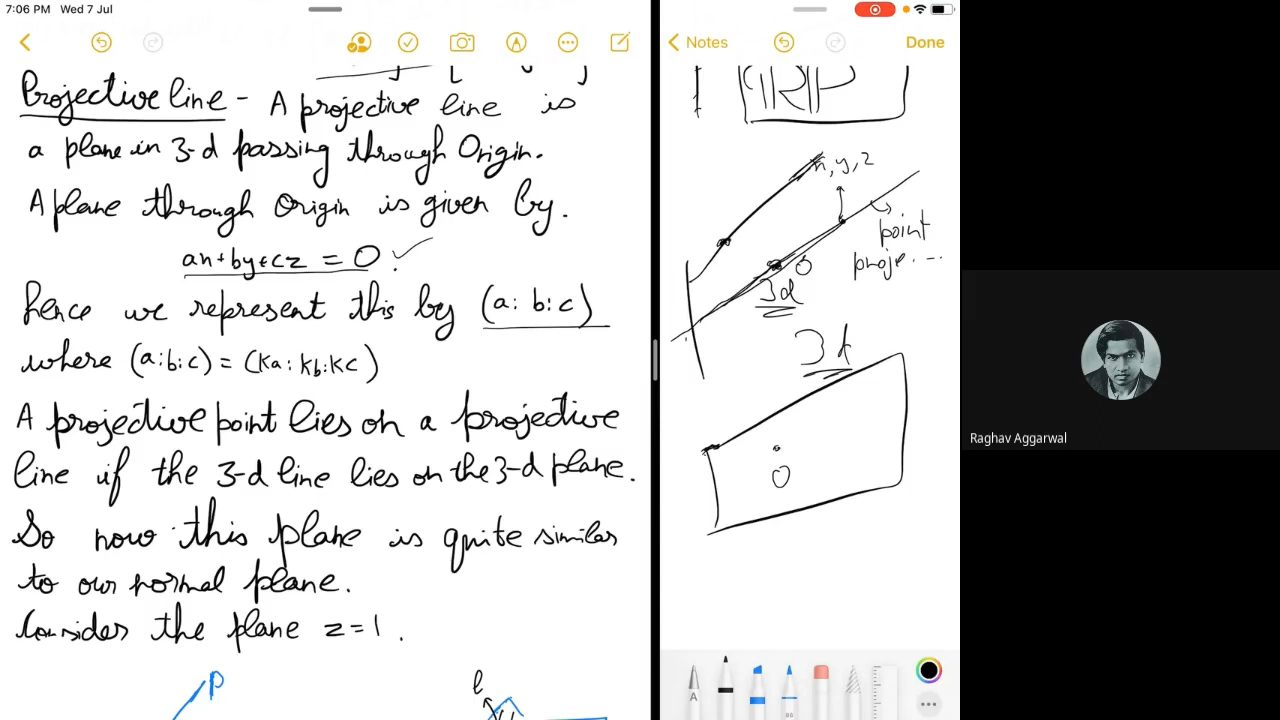 7:06 PM Wed 7 Jul
Projective line - A projective line is
a plane in 3-d passing through Origin.
A plane through Origin is given by.
ax+by+cz = 0
hence we represent this by (a: b: c)
where (a:b:c) = (Ka: Kb: Kc)
A projective point lies on a projective
line if the 3-d line lies on the 3-d plane.
So now this plane is quite similar
to our normal plane.
Consider the plane z=1.
p
l
Notes
Done
RP
x, y, z
point
proje. --
O
3d
3d
O
A
Raghav Aggarwal